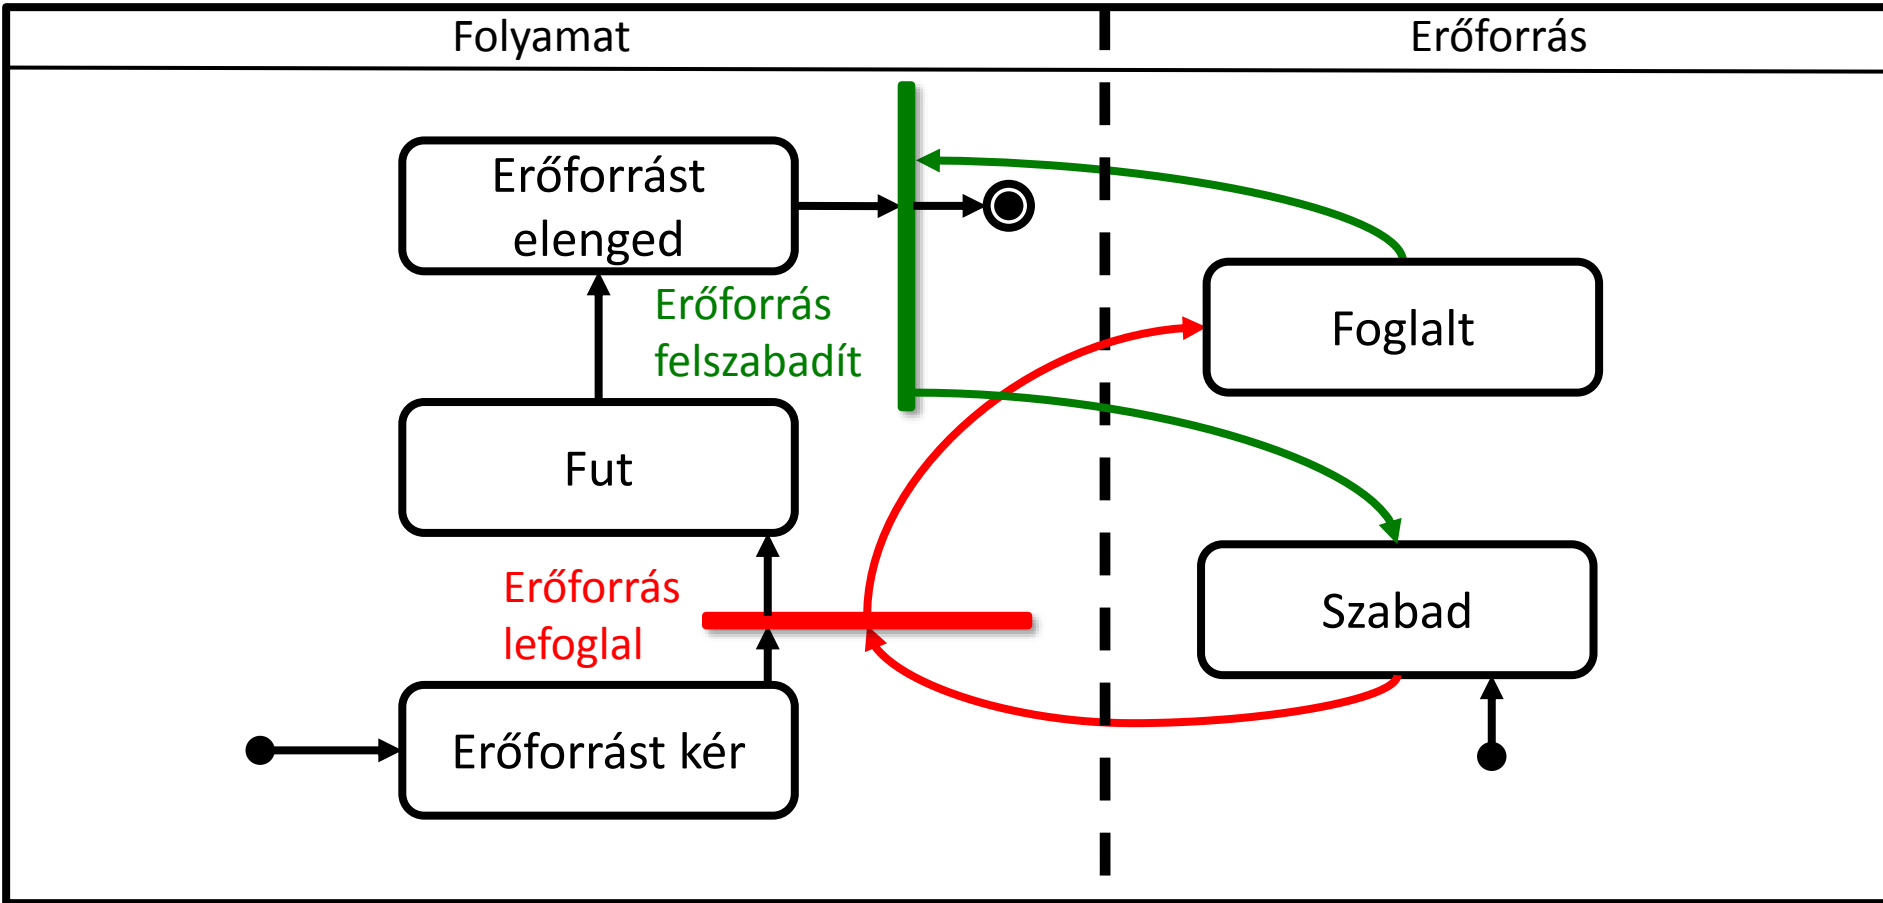 Folyamat
Erőforrás
Erőforrást
elenged
Erőforrás
felszabadít
Foglalt
Fut
Erőforrás
lefoglal
Szabad
Erőforrást kér